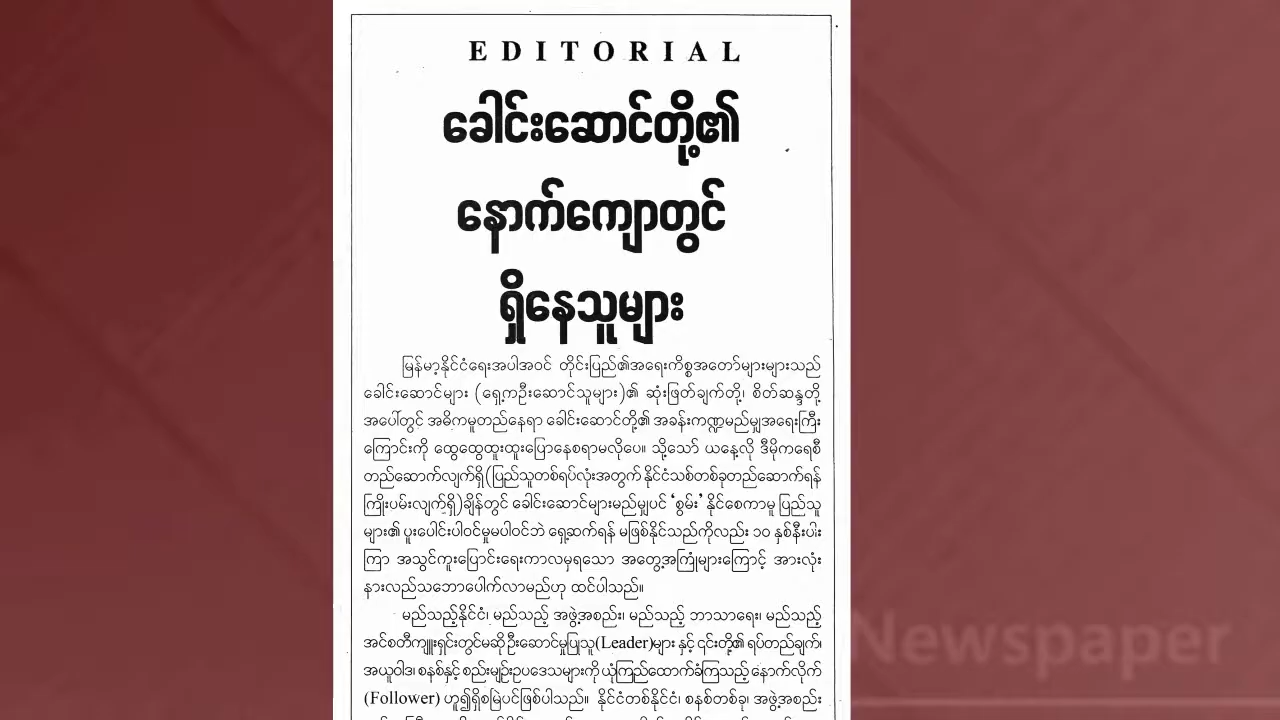 EDITORIAL
ခေါင်းဆောင်တို့၏
နောက်ကျောတွင်
ရှိနေသူများ
မြန်မာ့နိုင်ငံရေးအပါအဝင် တိုင်းပြည်၏အရေးကိစ္စအတော်များများသည်
ခေါင်းဆောင်များ (ရှေ့ကဦးဆောင်သူများ)၏ ဆုံးဖြတ်ချက်တို့၊ စိတ်ဆန္ဒတို့
အပေါ်တွင် အဓိကမူတည်နေရာ ခေါင်းဆောင်တို့၏ အခန်းကဏ္ဍမည်မျှအရေးကြီး
ကြောင်းကို ထွေထွေထူးထူးပြောနေစရာမလိုပေ။ သို့သော် ယနေ့လို ဒီမိုကရေစီ
တည်ဆောက်လျက်ရှိ(ပြည်သူတစ်ရပ်လုံးအတွက် နိုင်ငံသစ်တစ်ခုတည်ဆောက်ရန်
ကြိုးပမ်းလျက်ရှိ)ချိန်တွင် ခေါင်းဆောင်များမည်မျှပင် ‘စွမ်း’ နိုင်စေကာမူ ပြည်သူ
များ၏ ပူးပေါင်းပါဝင်မှုမပါဝင်ဘဲ ရှေ့ဆက်ရန် မဖြစ်နိုင်သည်ကိုလည်း ၁၀ နှစ်နီးပါး
ကြာ အသွင်ကူးပြောင်းရေးကာလမှရသော အတွေ့အကြုံများကြောင့် အားလုံး
နားလည်သဘောပေါက်လာမည်ဟု ထင်ပါသည်။
မည်သည့်နိုင်ငံ၊ မည်သည့် အဖွဲ့အစည်း၊ မည်သည့် ဘာသာရေး၊ မည်သည့်
အင်စတီကျူးရှင်းတွင်မဆို ဦးဆောင်မှုပြုသူ(Leader)များ နှင့် ၎င်းတို့၏ ရပ်တည်ချက်၊
အယူဝါဒ၊ စနစ်နှင့် စည်းမျဉ်းဥပဒေသများကို ယုံကြည်ထောက်ခံကြသည့် နောက်လိုက်
(Follower) ဟူ၍ရှိစမြဲပင်ဖြစ်ပါသည်။ နိုင်ငံတစ်နိုင်ငံ၊ စနစ်တစ်ခု၊ အဖွဲ့အစည်း
Newspaper